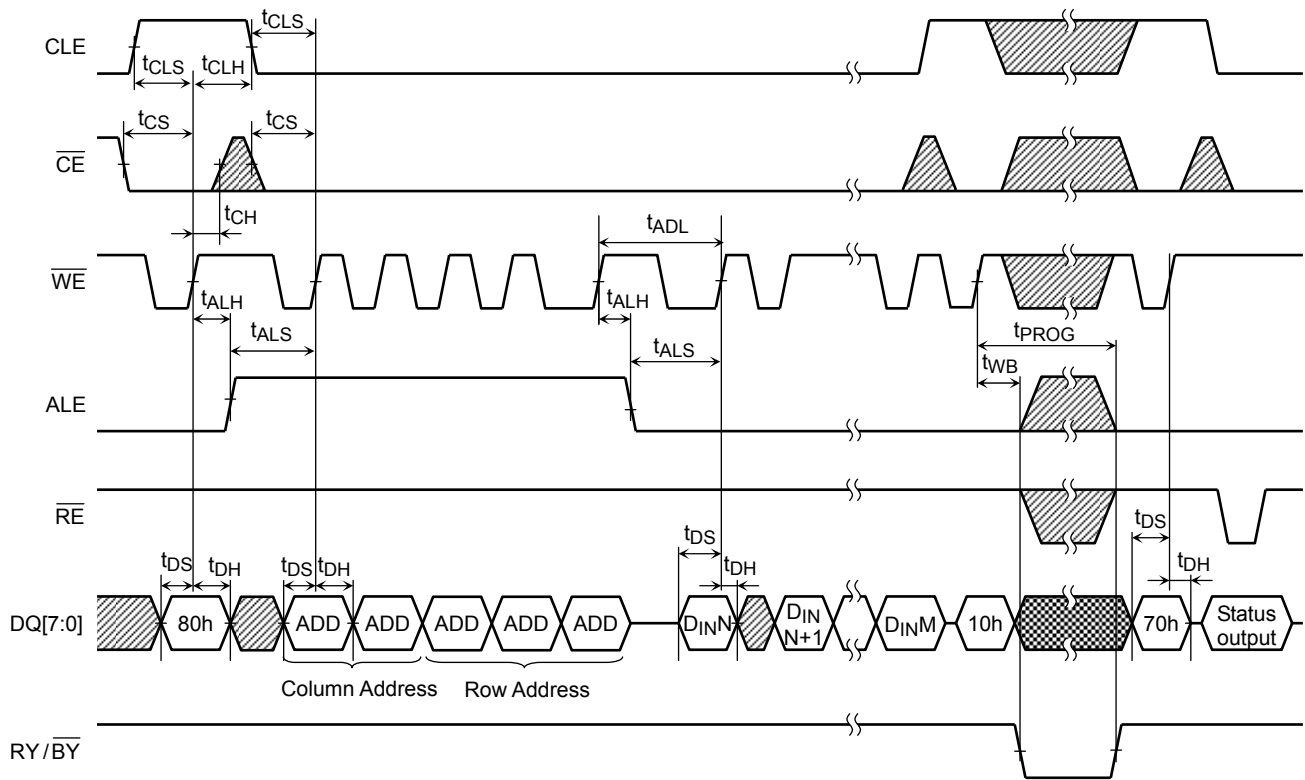 CLE
tCLS
tCLS
tCLH
CE
tCS
tCS
tCH
WE
tADL
tALH
tALH
tALS
tALS
tPROG
tWB
ALE
RE
DQ[7:0]
tDS
tDH
tDS
tDH
tDS
tDH
tDS
tDH
80h
ADD
ADD
ADD
ADD
ADD
DINN
DIN
N+1
DINM
10h
70h
Status
output
Column Address
Row Address
RY/BY